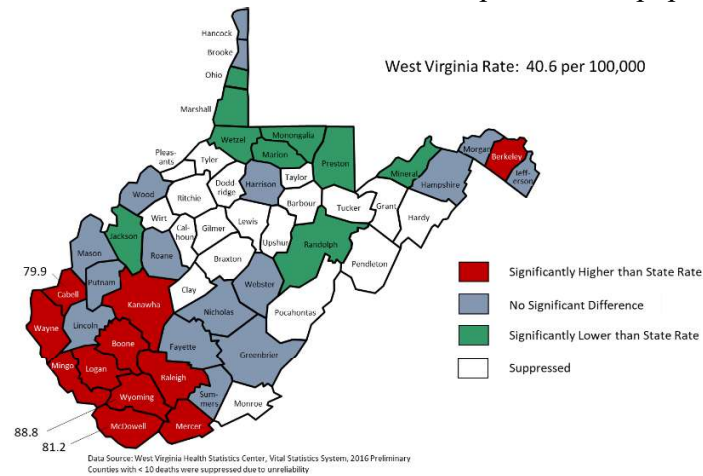 Hancock
Brooke
Ohio
West Virginia Rate: 40.6 per 100,000
Marshall
Wetzel
Monongalia
Marion
Preston
Morgan
Berkeley
Jeff-
erson
Mineral
Hampshire
Pleas-
ants
Tyler
Dodd
ridge
Harrison
Taylor
Barbour
Tucker
Grant
Hardy
Wood
Ritchie
Wirt
Cal-
houn
Gilmer
Lewis
Upshur
Randolph
Pendleton
Jackson
Mason
Roane
Braxton
79.9
Putnam
Cabell
Kanawha
Clay
Webster
Pocahontas
Nicholas
Wayne
Lincoln
Boone
Fayette
Greenbrier
Mingo
Logan
Raleigh
Wyoming
Sum-
mers
Monroe
McDowell
Mercer
88.8
81.2
Significantly Higher than State Rate
No Significant Difference
Significantly Lower than State Rate
Suppressed
Data Source: West Virginia Health Statistics Center, Vital Statistics System, 2016 Preliminary
Counties with < 10 deaths were suppressed due to unreliability